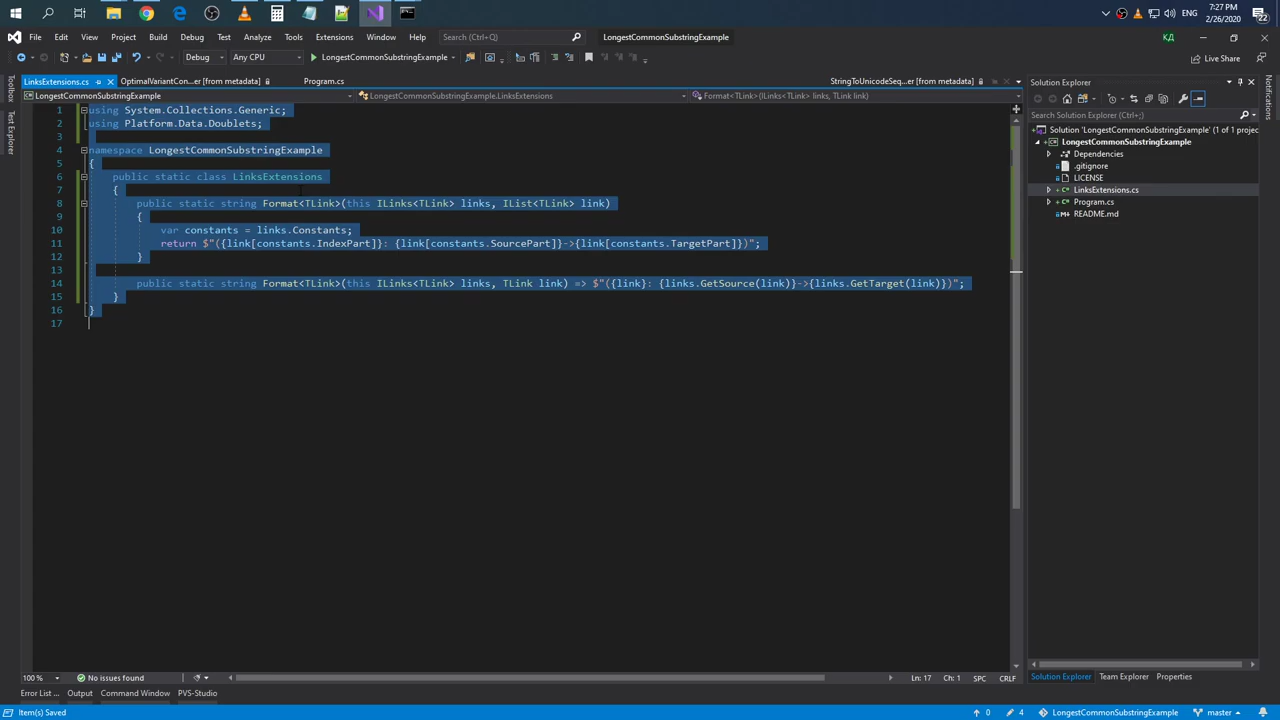 7:27 PM
ENG
2/26/2020
22
File Edit View Project Build Debug Test Analyze Tools Extensions Window Help Search (Ctrl+Q) LongestCommonSubstringExample КД
Debug Any CPU LongestCommonSubstringExample Live Share
LinksExtensions.cs OptimalVariantCon...er [from metadata] Program.cs StringToUnicodeSeq...er [from metadata]
LongestCommonSubstringExample LongestCommonSubstringExample.LinksExtensions Format<TLink>(ILinks<TLink> links, TLink link)
Toolbox
Test Explorer
1 using System.Collections.Generic;
2 using Platform.Data.Doublets;
3
4 namespace LongestCommonSubstringExample
5 {
6 public static class LinksExtensions
7 {
8 public static string Format<TLink>(this ILinks<TLink> links, IList<TLink> link)
9 {
10 var constants = links.Constants;
11 return $"({link[constants.IndexPart]}: {link[constants.SourcePart]}->{link[constants.TargetPart]})";
12 }
13
14 public static string Format<TLink>(this ILinks<TLink> links, TLink link) => $"({link}: {links.GetSource(link)}->{links.GetTarget(link)})";
15 }
16 }
17
100 % No issues found Ln: 17 Ch: 1 SPC CRLF
Error List ... Output Command Window PVS-Studio
Solution Explorer
Search Solution Explorer (Ctrl+;)
Solution 'LongestCommonSubstringExample' (1 of 1 projec
LongestCommonSubstringExample
Dependencies
.gitignore
LICENSE
LinksExtensions.cs
Program.cs
README.md
Solution Explorer Team Explorer Properties
Notifications
Item(s) Saved 0 4 LongestCommonSubstringExample master